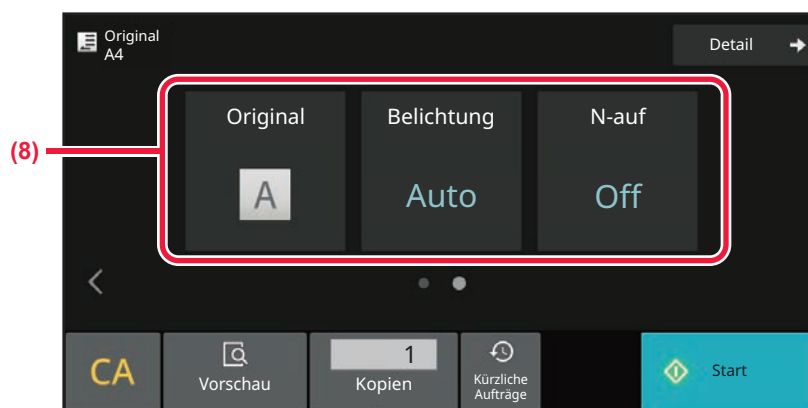 Original
A4
Detail
(8)
Original
Belichtung
N-auf
A
Auto
Off
CA
Vorschau
1
Kopien
Kürzliche
Aufträge
Start